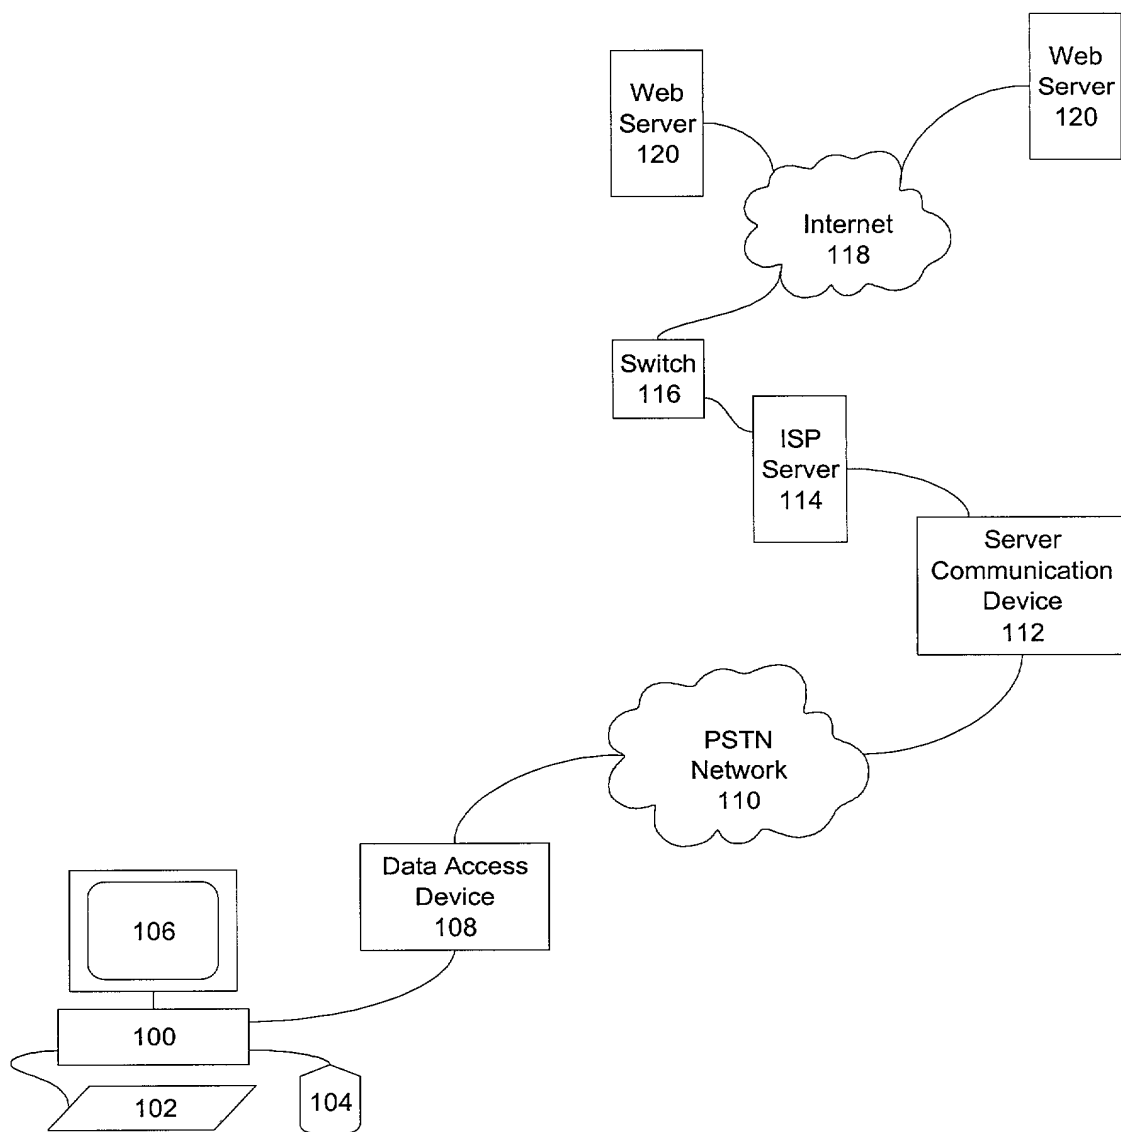 Web
Server
120
Web
Server
120
Internet
118
Switch
116
ISP
Server
114
Server
Communication
Device
112
PSTN
Network
110
Data Access
Device
108
106
100
102
104